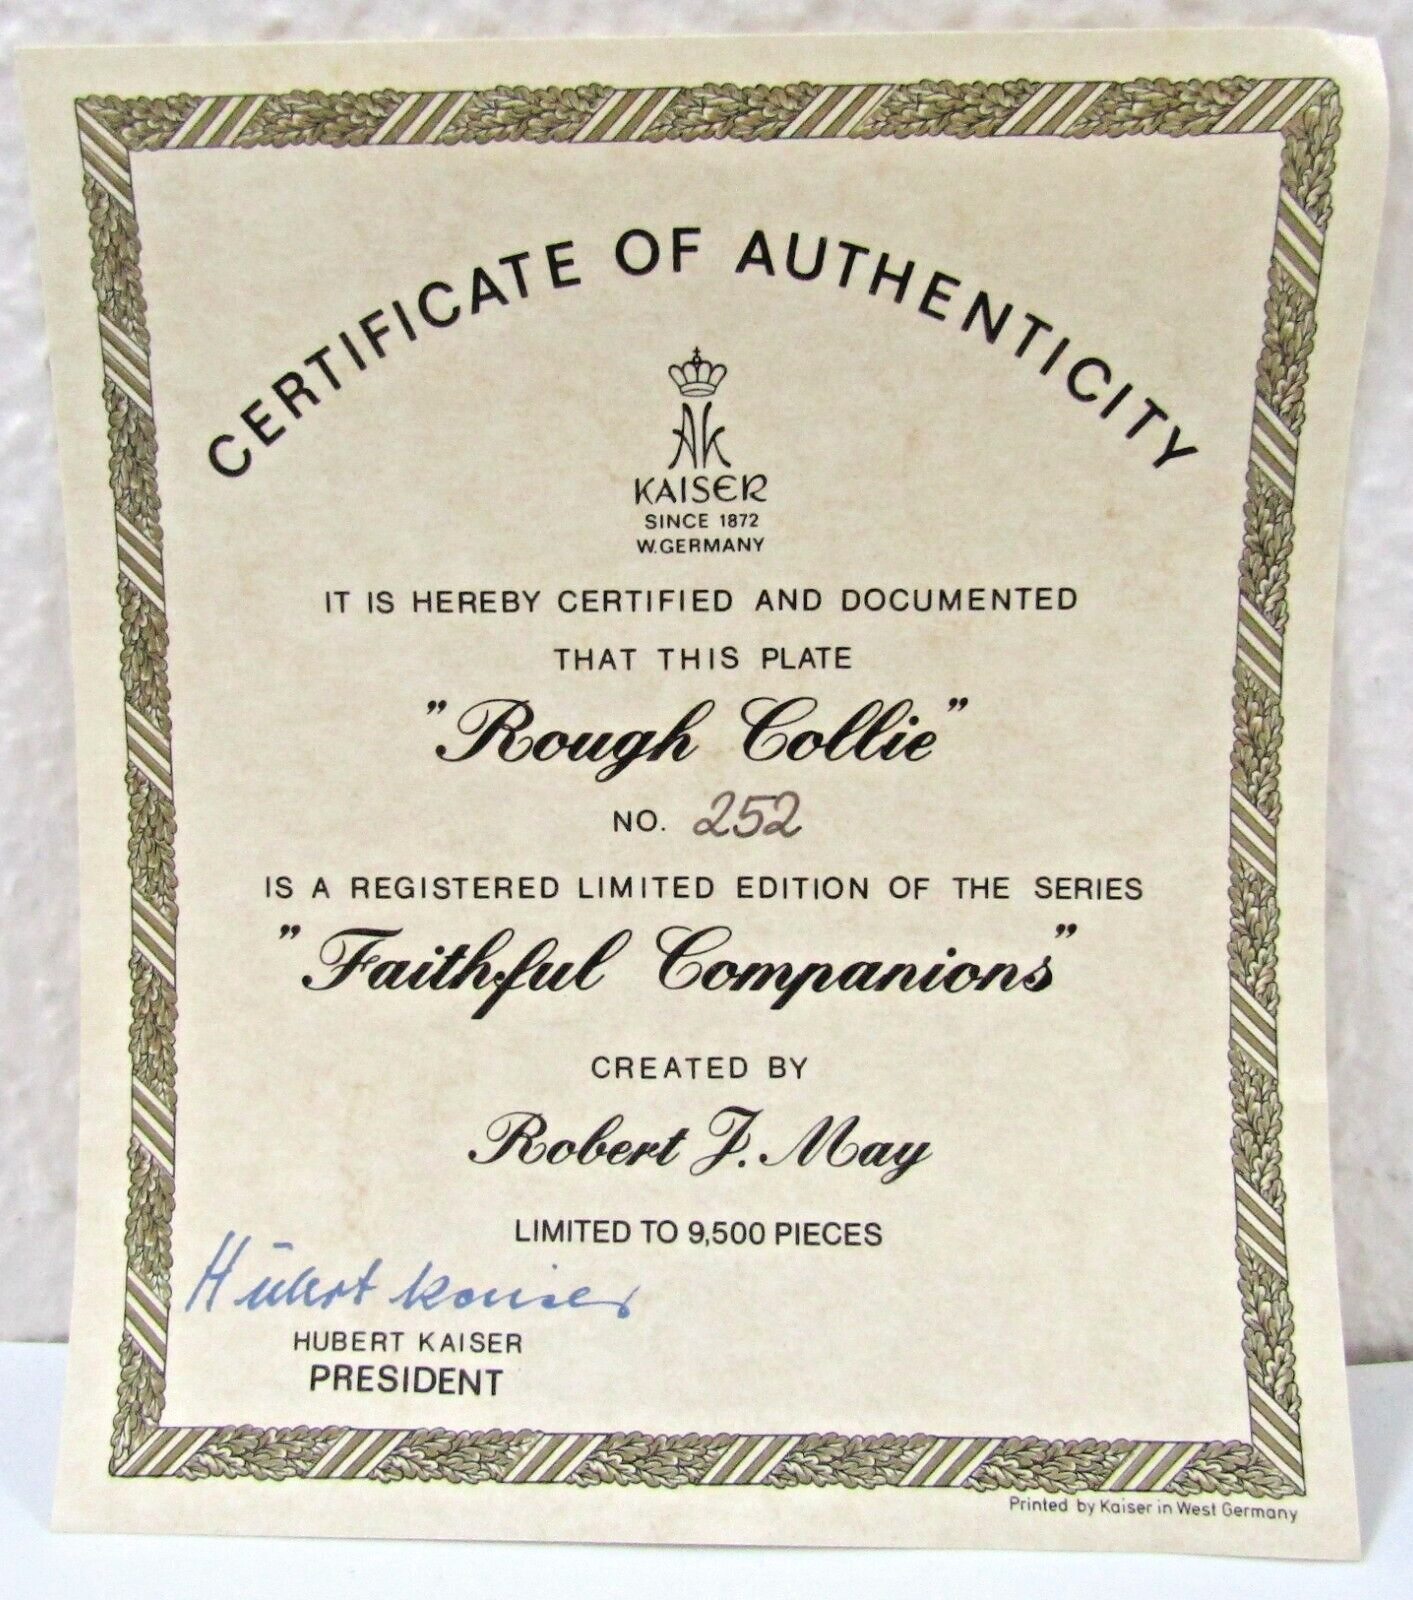 CERTIFICATE OF AUTHENTICITY
AK
KAISER
SINCE 1872
W. GERMANY
IT IS HEREBY CERTIFIED AND DOCUMENTED
THAT THIS PLATE
"Rough Collie"
NO. 252
IS A REGISTERED LIMITED EDITION OF THE SERIES
"Faithful Companions"
CREATED BY
Robert J. May
LIMITED TO 9,500 PIECES
Hubert Kaiser
HUBERT KAISER
PRESIDENT
Printed by Kaiser in West Germany